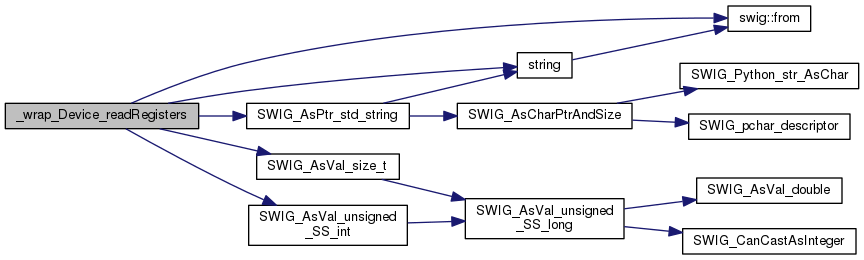 swig::from
string
SWIG_Python_str_AsChar
_wrap_Device_readRegisters
SWIG_AsPtr_std_string
SWIG_AsCharPtrAndSize
SWIG_pchar_descriptor
SWIG_AsVal_size_t
SWIG_AsVal_double
SWIG_AsVal_unsigned
_SS_int
SWIG_AsVal_unsigned
_SS_long
SWIG_CanCastAsInteger